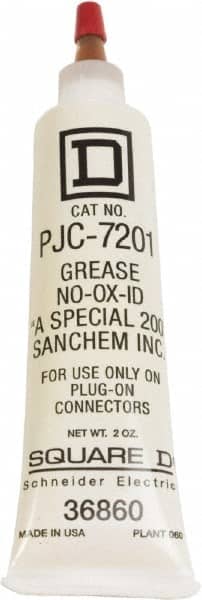 D
CAT NO.
PJC-7201
GREASE
NO-OX-ID
"A SPECIAL 200
SANCHEM INC.
FOR USE ONLY ON
PLUG-ON
CONNECTORS
NET WT. 2 OZ.
SQUARE D
Schneider Electric
36860
MADE IN USA PLANT 060